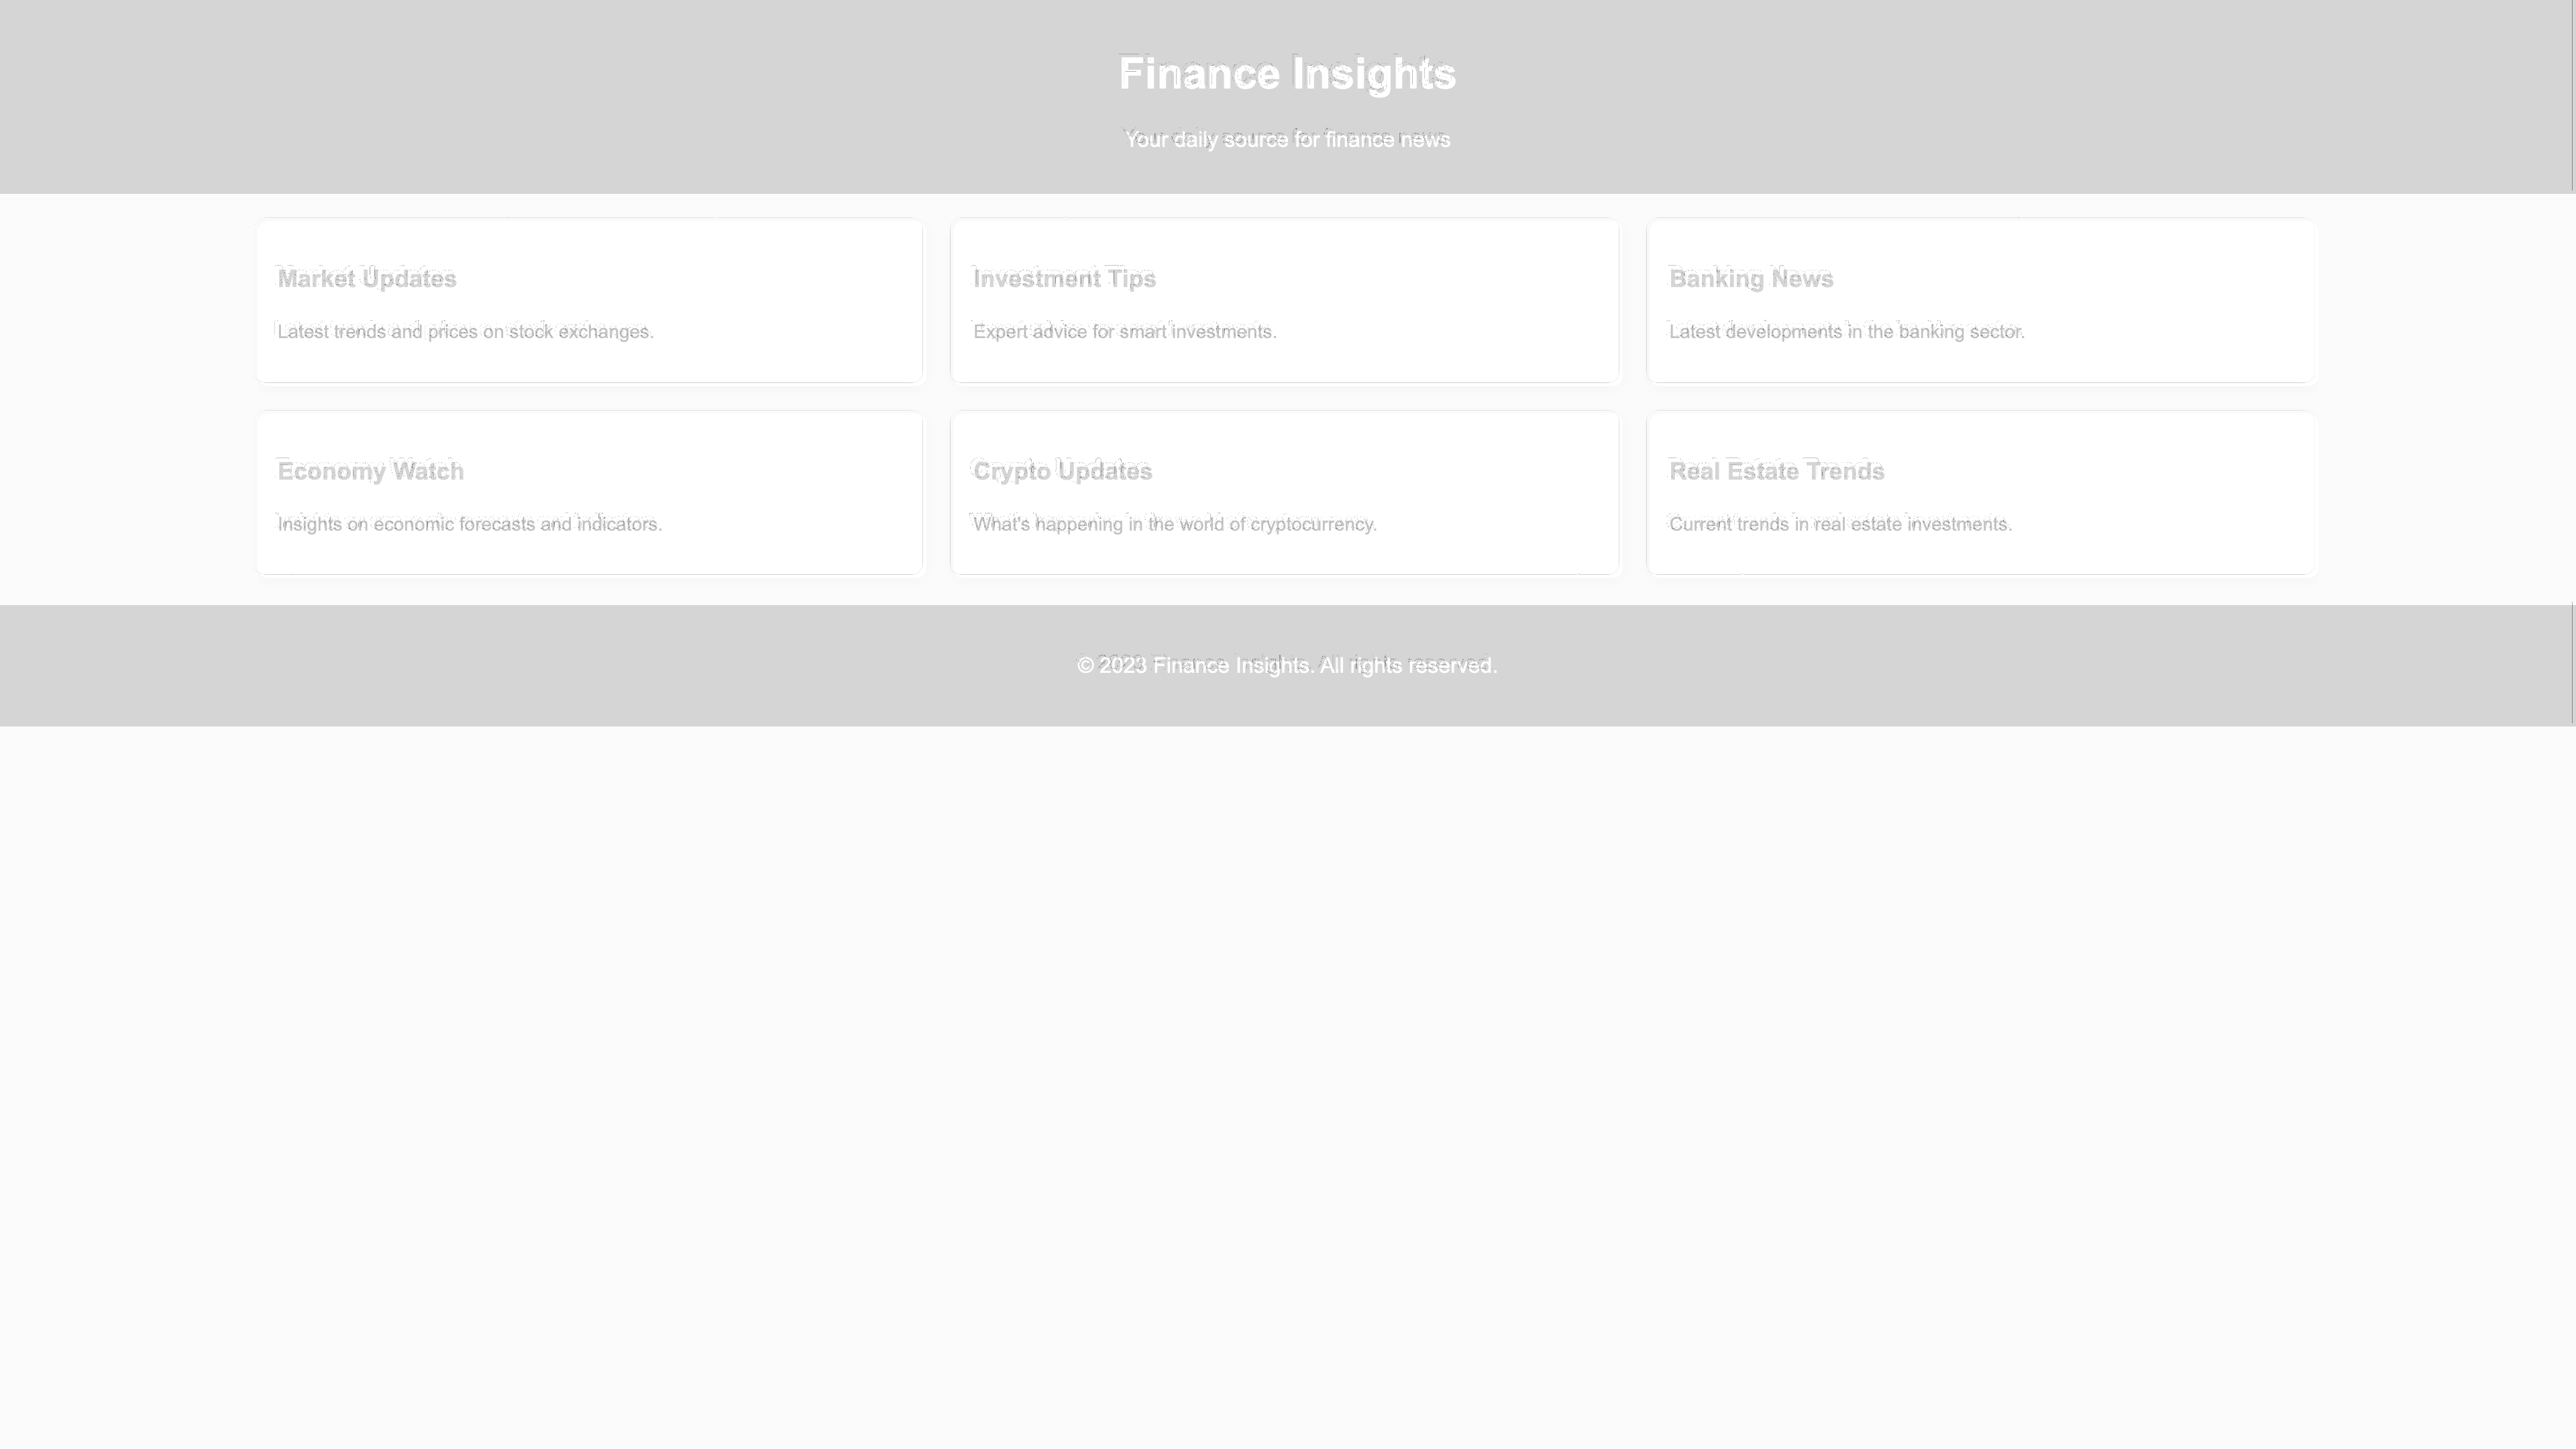 Finance Insights
Your daily source for finance news
Market Updates
Latest trends and prices on stock exchanges.
Investment Tips
Expert advice for smart investments.
Banking News
Latest developments in the banking sector.
Economy Watch
Insights on economic forecasts and indicators.
Crypto Updates
What's happening in the world of cryptocurrency.
Real Estate Trends
Current trends in real estate investments.
© 2023 Finance Insights. All rights reserved.